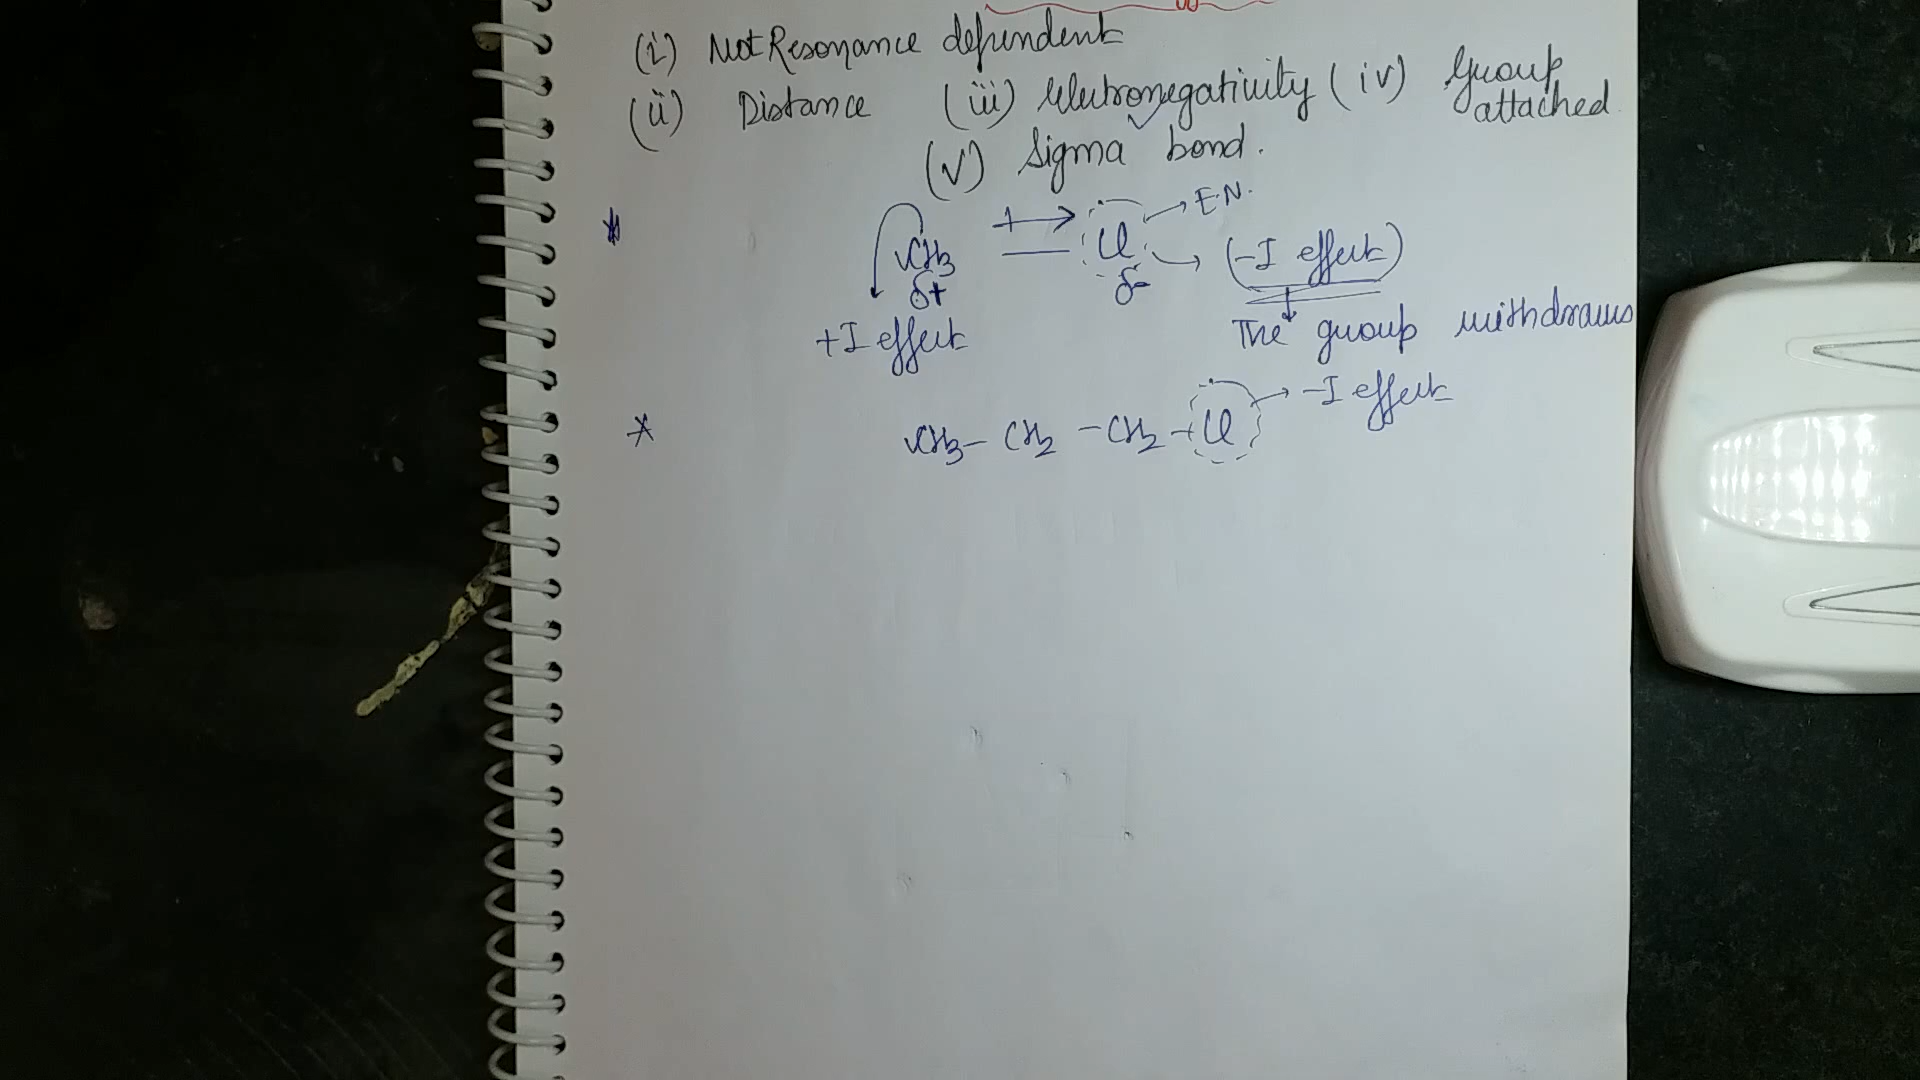 (i) Not Resonance dependent
(ii) Distance (iii) Electronegativity (iv) Group attached
(v) Sigma bond.
* CH3 — Cl → E.N.
δ+ δ- → (-I effect)
+I effect The group withdraws
* CH3 - CH2 - CH2 - Cl → -I effect